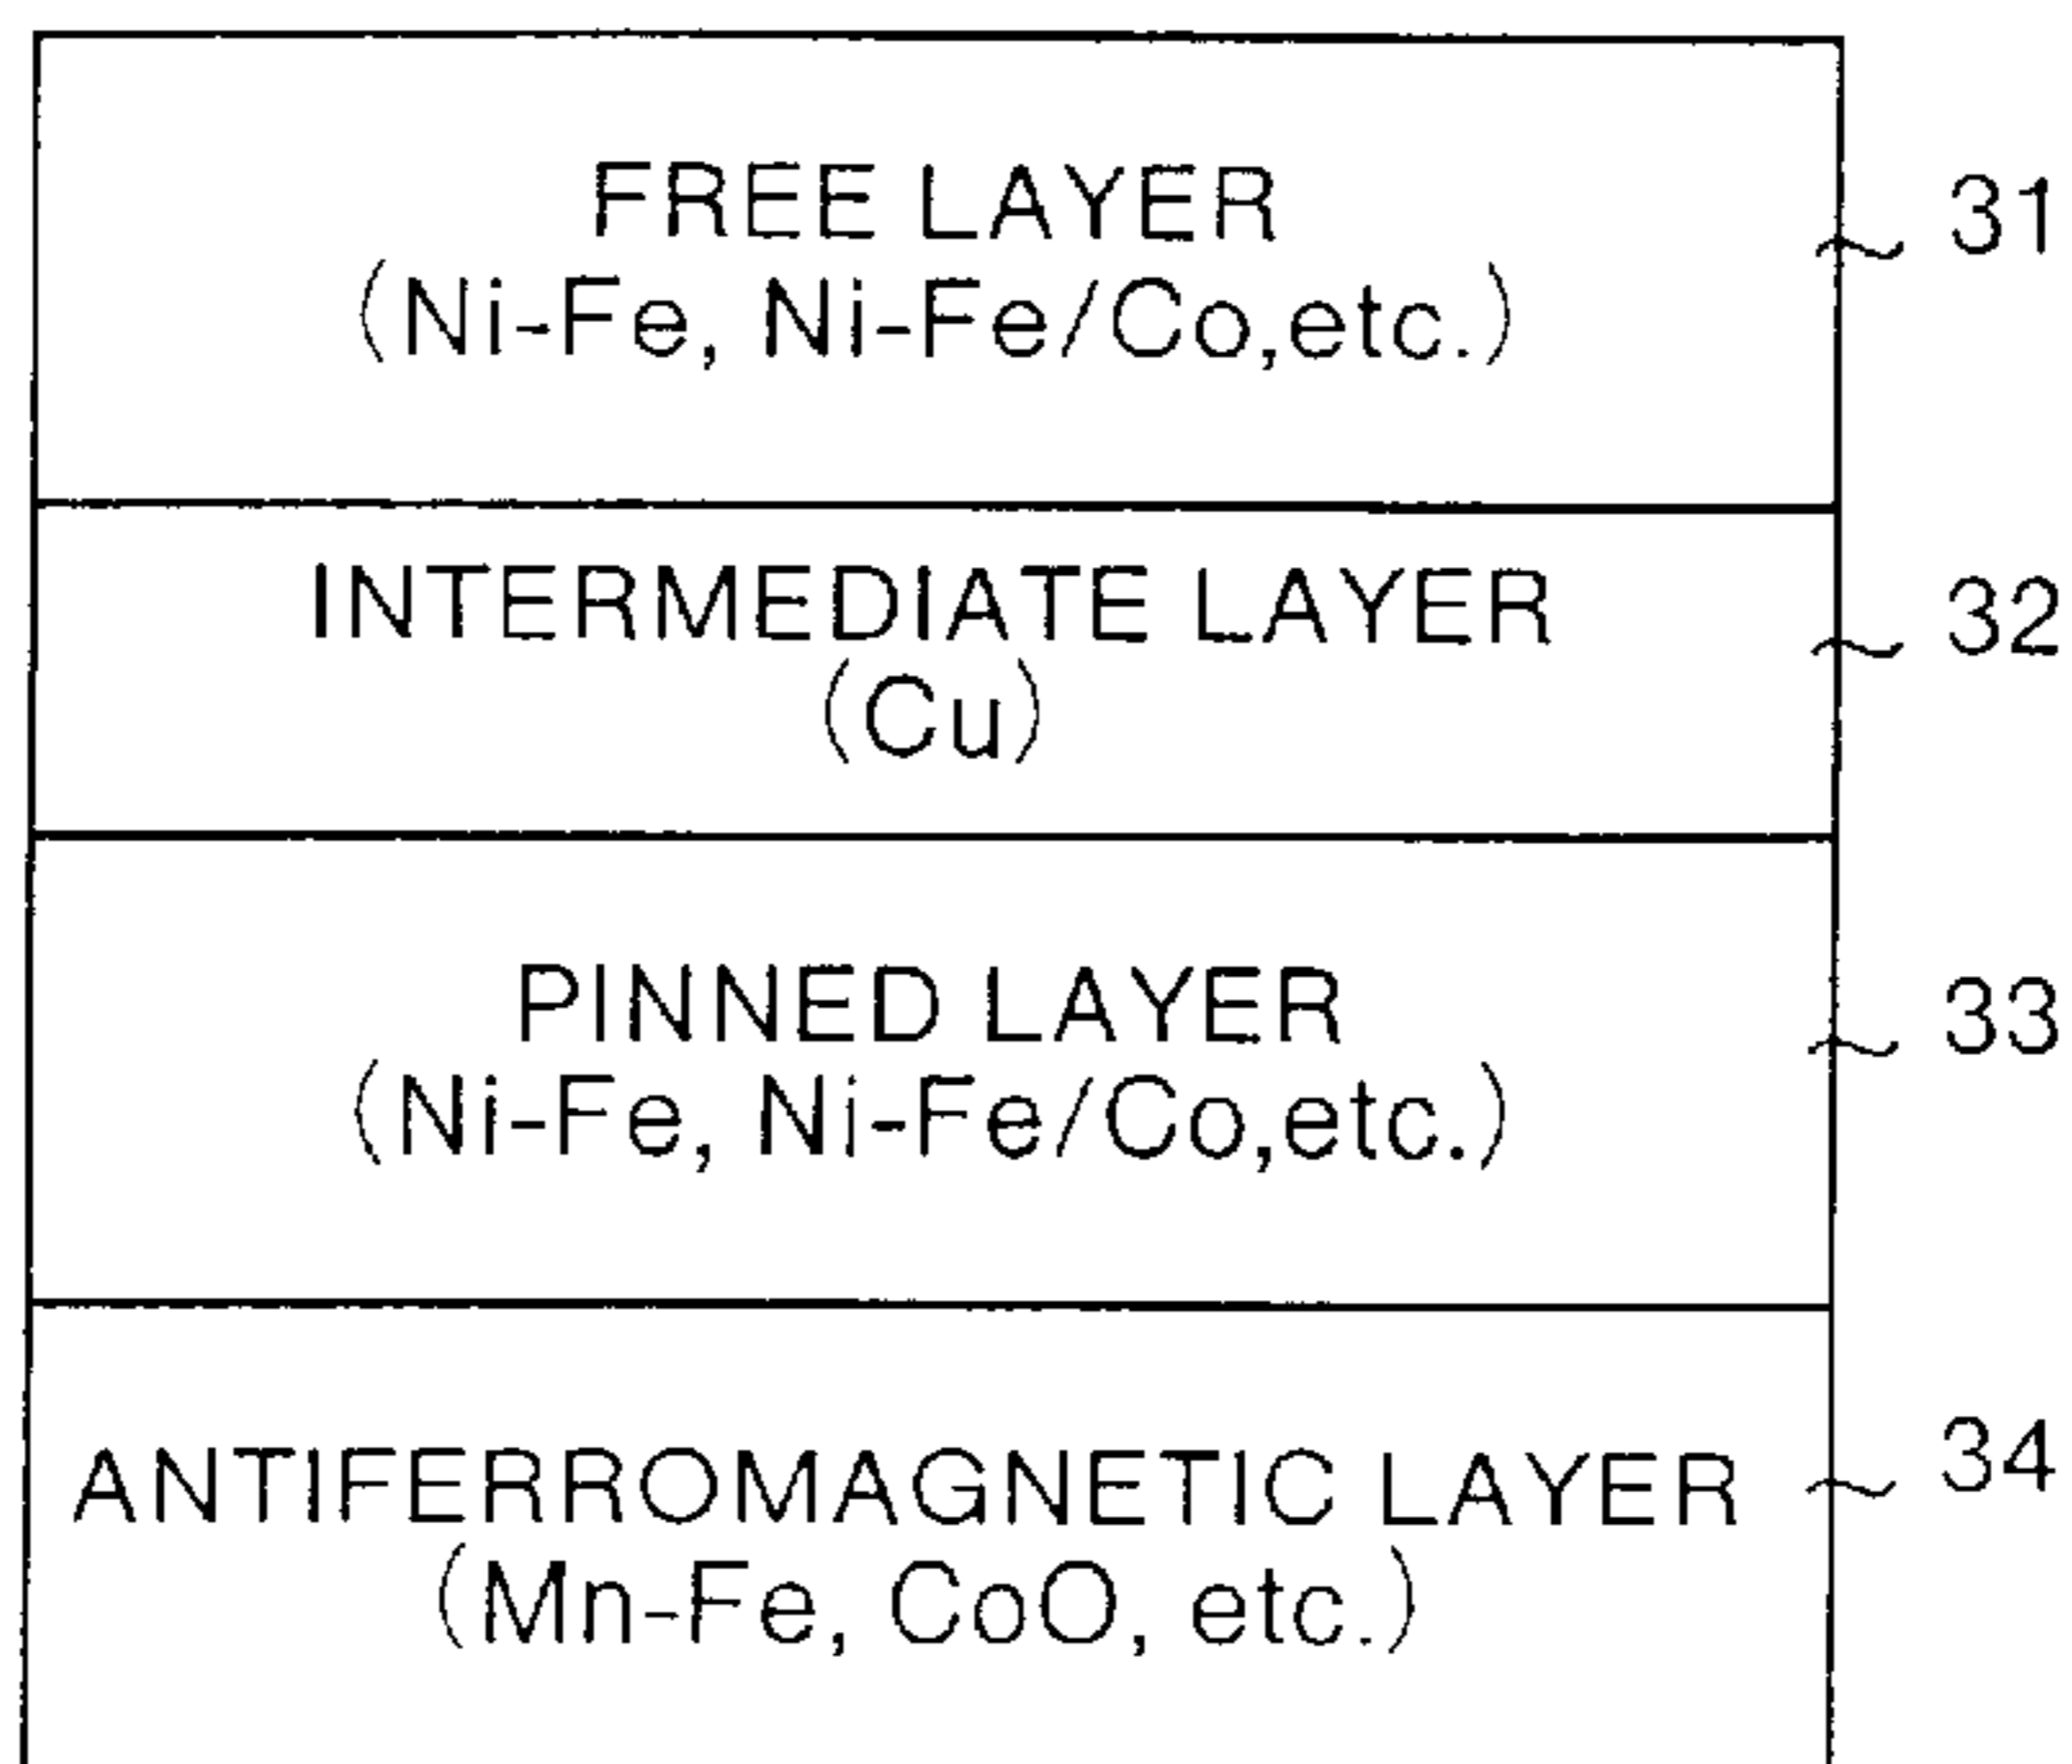 FREE LAYER
(Ni-Fe, Ni-Fe/Co,etc.)
31
INTERMEDIATE LAYER
(Cu)
32
PINNED LAYER
(Ni-Fe, Ni-Fe/Co,etc.)
33
ANTIFERROMAGNETIC LAYER
(Mn-Fe, CoO, etc.)
34